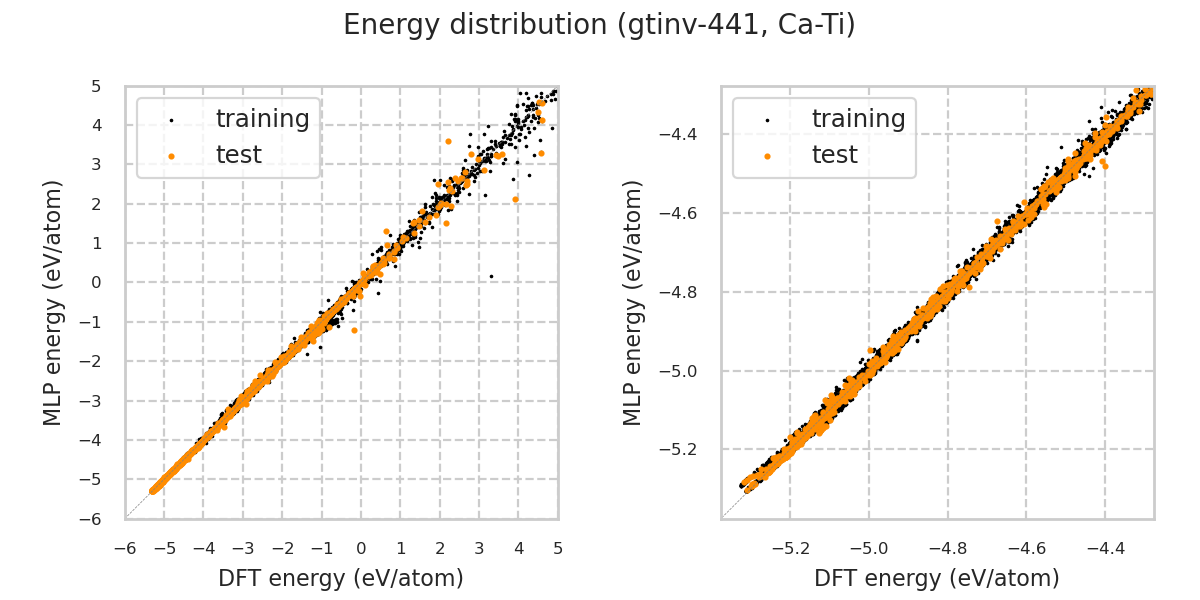 Energy distribution (gtinv-441, Ca-Ti)
MLP energy (eV/atom)
5
4
3
2
1
0
−1
−2
−3
−4
−5
−6
training
test
−6 −5 −4 −3 −2 −1 0 1 2 3 4 5
DFT energy (eV/atom)
MLP energy (eV/atom)
−4.4
−4.6
−4.8
−5.0
−5.2
training
test
−5.2 −5.0 −4.8 −4.6 −4.4
DFT energy (eV/atom)